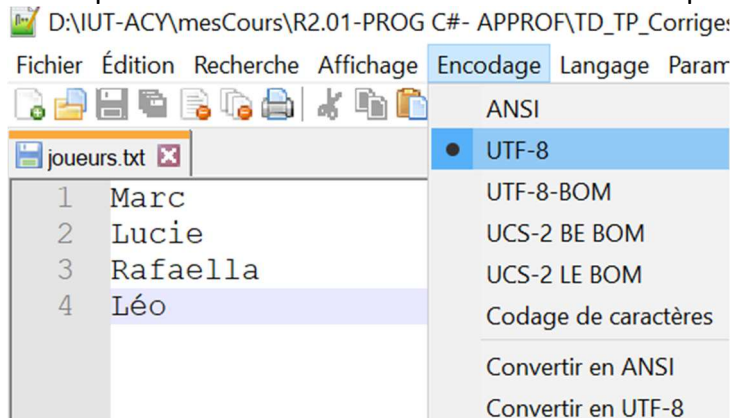 D:\IUT-ACY\mesCours\R2.01-PROG C#- APPROF\TD_TP_Corriges
Fichier Édition Recherche Affichage Encodage Langage Param
ANSI
joueurs.txt
UTF-8
1 Marc
UTF-8-BOM
2 Lucie
UCS-2 BE BOM
3 Rafaella
UCS-2 LE BOM
4 Léo
Codage de caractères
Convertir en ANSI
Convertir en UTF-8